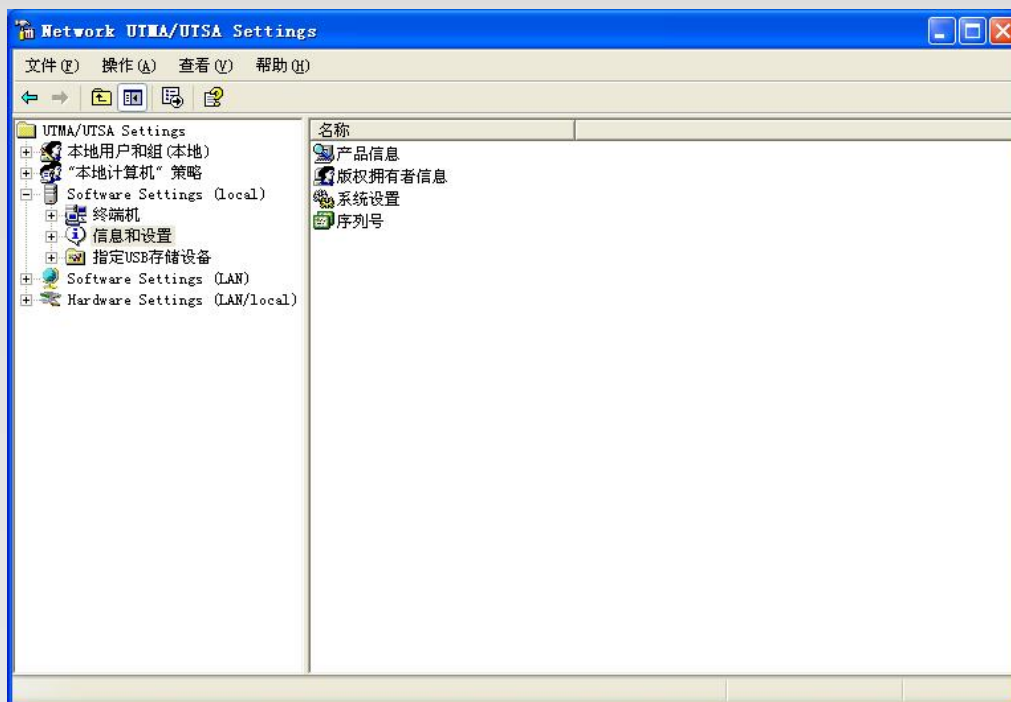 Network UTMA/UTSA Settings
文件(F) 操作(A) 查看(V) 帮助(H)
UTMA/UTSA Settings
本地用户和组(本地)
“本地计算机” 策略
Software Settings (local)
终端机
信息和设置
指定USB存储设备
Software Settings (LAN)
Hardware Settings (LAN/local)
名称
产品信息
版权拥有者信息
系统设置
序列号